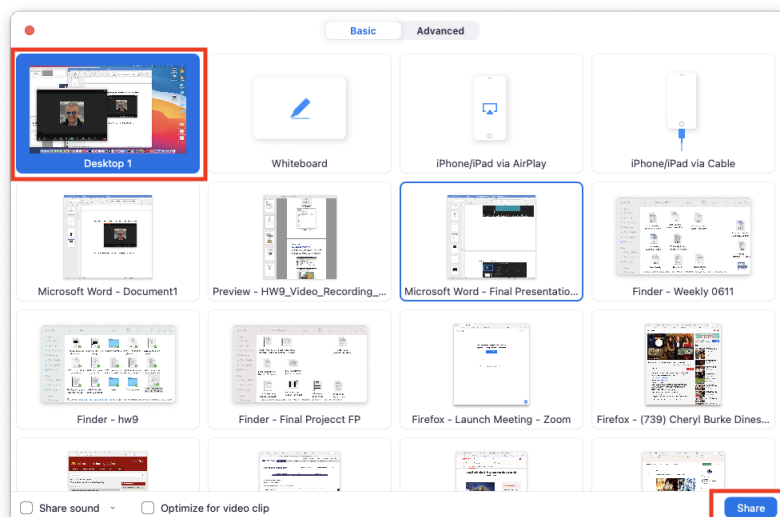 Basic Advanced
Desktop 1 Whiteboard iPhone/iPad via AirPlay iPhone/iPad via Cable
Microsoft Word - Document1 Preview - HW9_Video_Recording_... Microsoft Word - Final Presentatio... Finder - Weekly 0611
Finder - hw9 Finder - Final Projecct FP Firefox - Launch Meeting - Zoom Firefox - (739) Cheryl Burke Dines...
Share sound Optimize for video clip Share